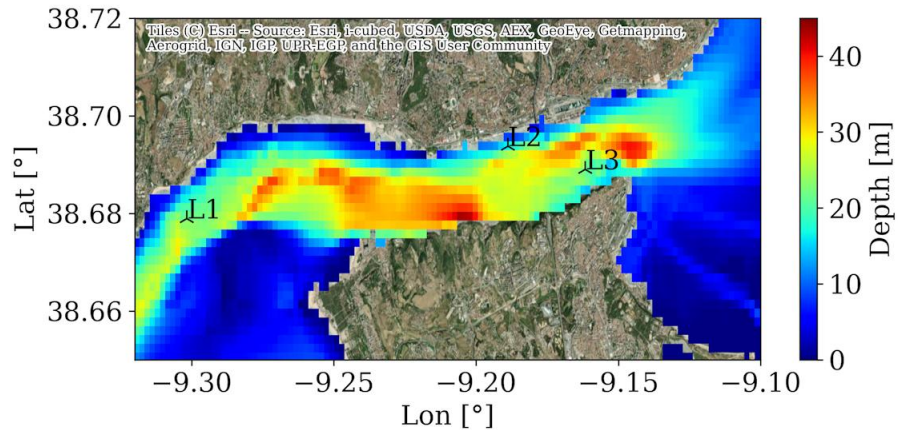 Tiles (C) Esri -- Source: Esri, i-cubed, USDA, USGS, AEX, GeoEye, Getmapping,
Aerogrid, IGN, IGP, UPR-EGP, and the GIS User Community
38.72
38.70
38.68
38.66
Lat [°]
L1
L2
L3
−9.30
−9.25
−9.20
−9.15
−9.10
Lon [°]
40
30
20
10
0
Depth [m]